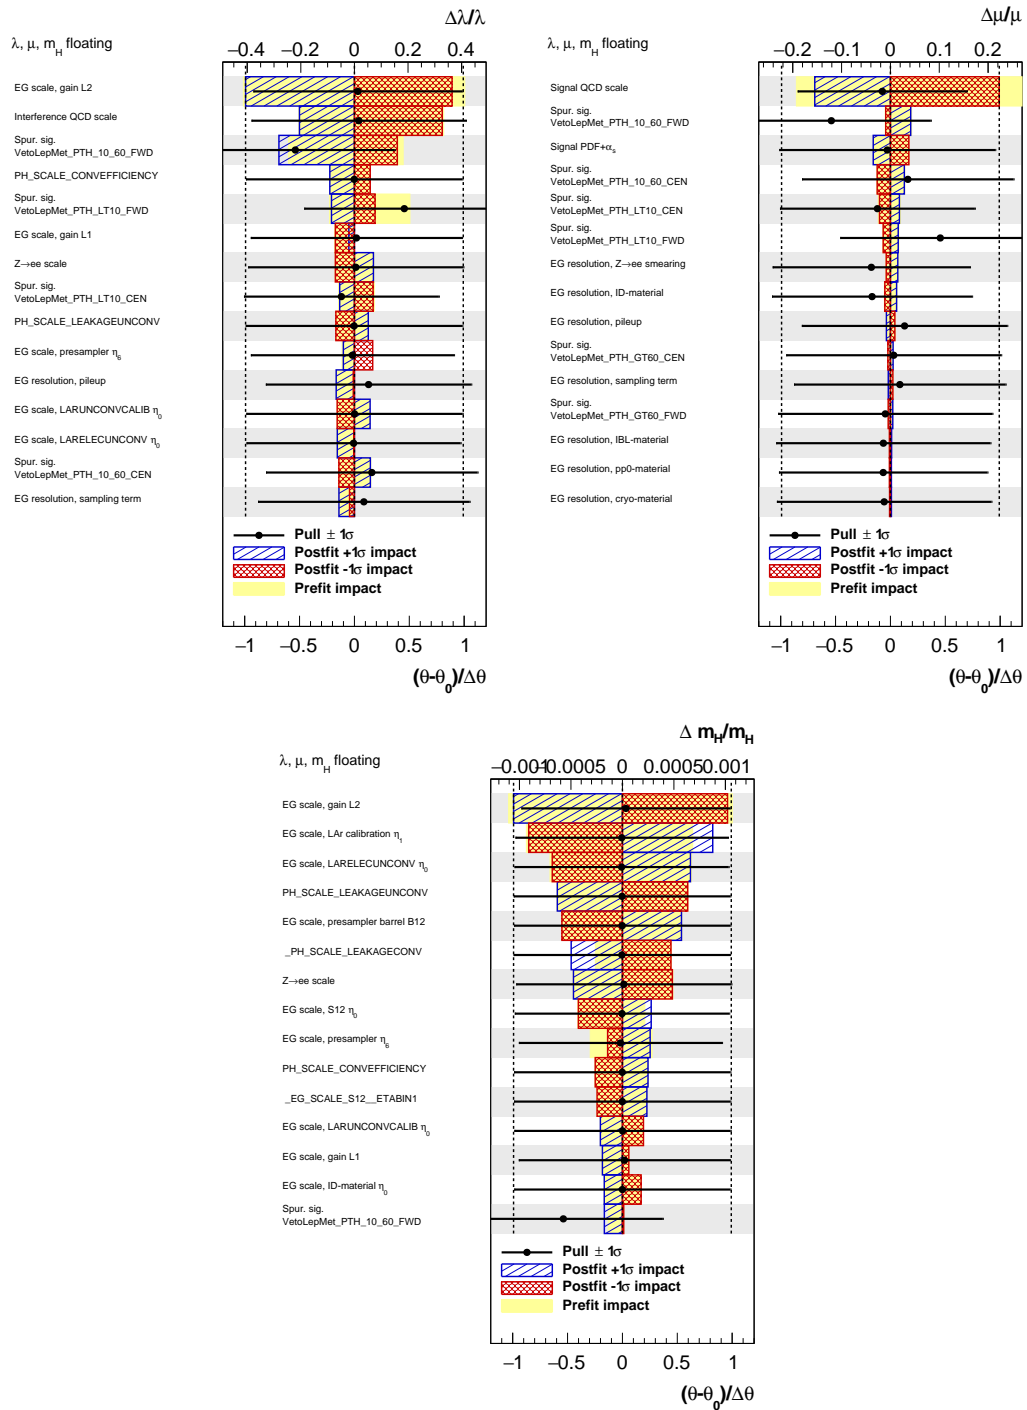 Δλ/λ
λ, μ, m_H floating
−0.4 −0.2 0 0.2 0.4
EG scale, gain L2
Interference QCD scale
Spur. sig.
VetoLepMet_PTH_10_60_FWD
PH_SCALE_CONVEFFICIENCY
Spur. sig.
VetoLepMet_PTH_LT10_FWD
EG scale, gain L1
Z→ee scale
Spur. sig.
VetoLepMet_PTH_LT10_CEN
PH_SCALE_LEAKAGEUNCONV
EG scale, presampler η_6
EG resolution, pileup
EG scale, LARUNCONVCALIB η_0
EG scale, LARELECUNCONV η_0
Spur. sig.
VetoLepMet_PTH_10_60_CEN
EG resolution, sampling term
Pull ± 1σ
Postfit +1σ impact
Postfit -1σ impact
Prefit impact
−1 −0.5 0 0.5 1
(θ-θ_0)/Δθ
Δμ/μ
λ, μ, m_H floating
−0.2 −0.1 0 0.1 0.2
Signal QCD scale
Spur. sig.
VetoLepMet_PTH_10_60_FWD
Signal PDF+α_s
Spur. sig.
VetoLepMet_PTH_10_60_CEN
Spur. sig.
VetoLepMet_PTH_LT10_CEN
Spur. sig.
VetoLepMet_PTH_LT10_FWD
EG resolution, Z→ee smearing
EG resolution, ID-material
EG resolution, pileup
Spur. sig.
VetoLepMet_PTH_GT60_CEN
EG resolution, sampling term
Spur. sig.
VetoLepMet_PTH_GT60_FWD
EG resolution, IBL-material
EG resolution, pp0-material
EG resolution, cryo-material
Pull ± 1σ
Postfit +1σ impact
Postfit -1σ impact
Prefit impact
−1 −0.5 0 0.5 1
(θ-θ_0)/Δθ
Δ m_H/m_H
λ, μ, m_H floating
−0.001 −0.0005 0 0.0005 0.001
EG scale, gain L2
EG scale, LAr calibration η_1
EG scale, LARELECUNCONV η_0
PH_SCALE_LEAKAGEUNCONV
EG scale, presampler barrel B12
_PH_SCALE_LEAKAGECONV
Z→ee scale
EG scale, S12 η_0
EG scale, presampler η_6
PH_SCALE_CONVEFFICIENCY
_EG_SCALE_S12__ETABIN1
EG scale, LARUNCONVCALIB η_0
EG scale, gain L1
EG scale, ID-material η_0
Spur. sig.
VetoLepMet_PTH_10_60_FWD
Pull ± 1σ
Postfit +1σ impact
Postfit -1σ impact
Prefit impact
−1 −0.5 0 0.5 1
(θ-θ_0)/Δθ